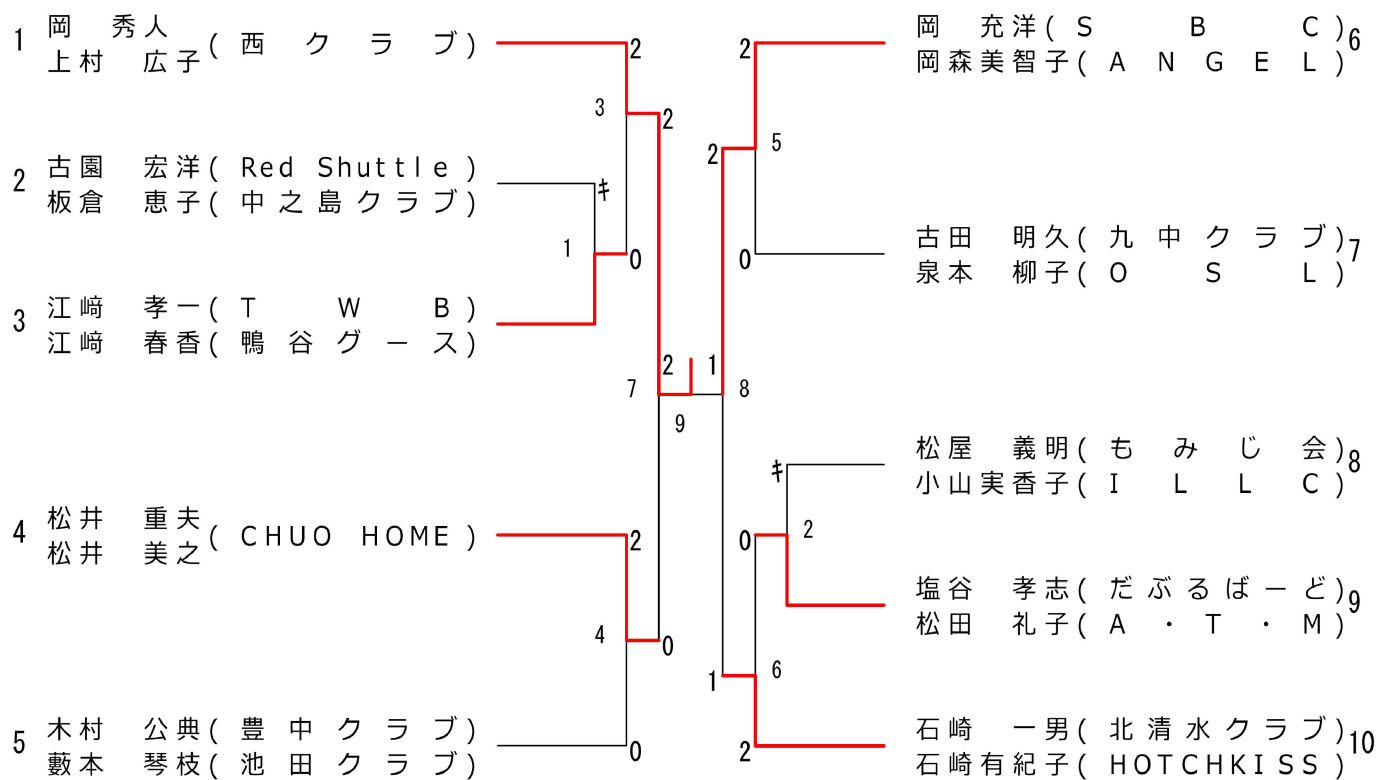 1 岡 秀人 (西クラブ)
上村 広子
2 古園 宏洋 (Red Shuttle)
板倉 恵子 (中之島クラブ)
3 江﨑 孝一 (TWB)
江﨑 春香 (鴨谷グース)
4 松井 重夫 (CHUO HOME)
松井 美之
5 木村 公典 (豊中クラブ)
藪本 琴枝 (池田クラブ)
2
3
2
キ
1
0
2 1
7
9
2
4
0
0
2
5
2
0
8
キ
2
0
6
1
2
岡 充洋 (SBC) 6
岡森美智子 (ANGEL)
古田 明久 (九中クラブ) 7
泉本 柳子 (OSL)
松屋 義明 (もみじ会) 8
小山実香子 (ILLC)
塩谷 孝志 (だぶるばーど) 9
松田 礼子 (A・T・M)
石崎 一男 (北清水クラブ) 10
石崎有紀子 (HOTCHKISS)